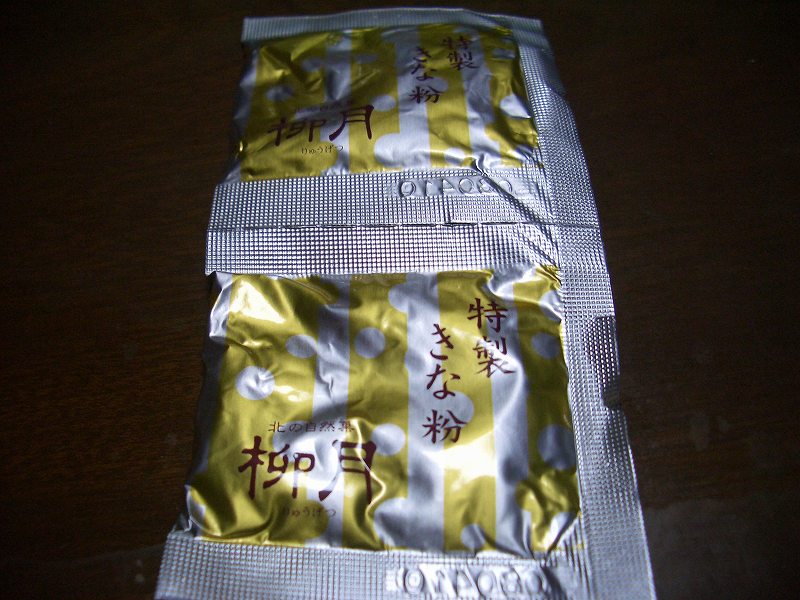 特製
きな粉
柳月
りゅうげつ
特製
きな粉
北の自然菓
柳月
りゅうげつ